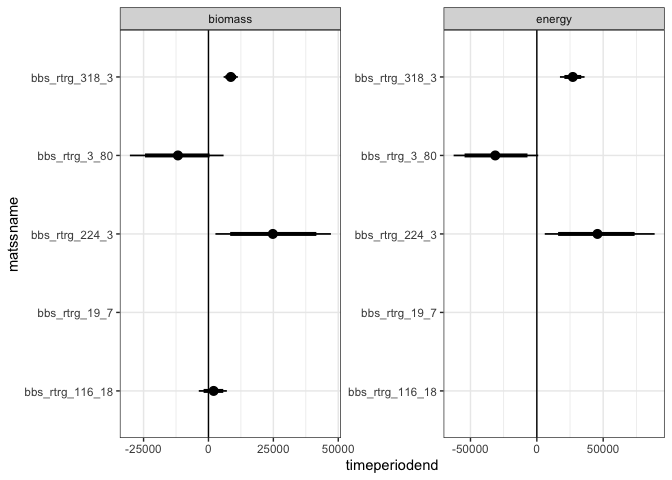 biomass energy
bbs_rtrg_318_3 bbs_rtrg_318_3
bbs_rtrg_3_80 bbs_rtrg_3_80
matssname
bbs_rtrg_224_3 bbs_rtrg_224_3
bbs_rtrg_19_7 bbs_rtrg_19_7
bbs_rtrg_116_18 bbs_rtrg_116_18
-25000 0 25000 50000 -50000 0 50000
timeperiodend